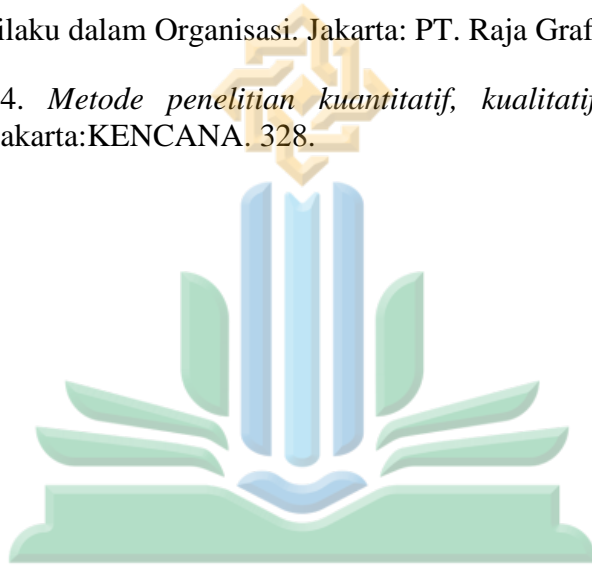 ilaku dalam Organisasi. Jakarta: PT. Raja Graf
4. Metode penelitian kuantitatif, kualitatif
akarta:KENCANA. 328.